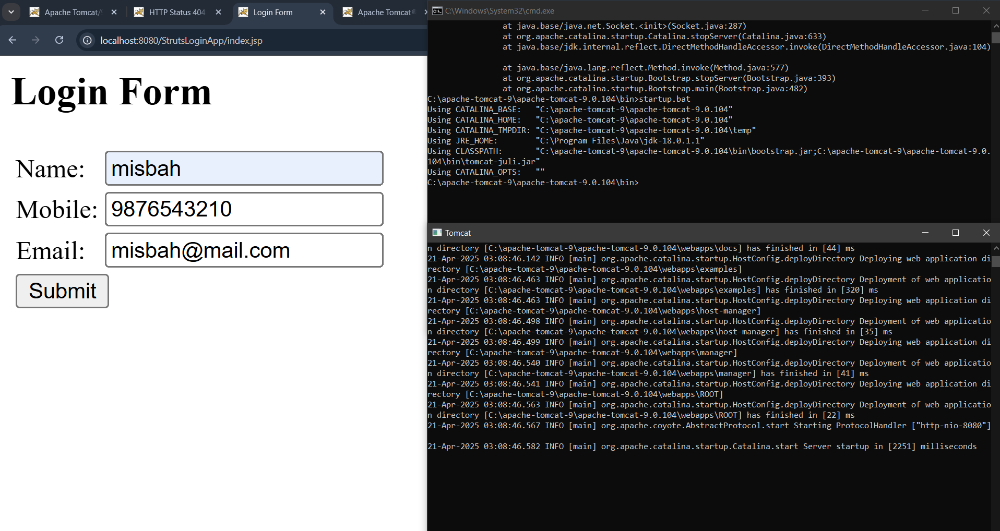 Apache Tomcat/
HTTP Status 404
Login Form
Apache Tomcat®
localhost:8080/StrutsLoginApp/index.jsp
Login Form
Name: misbah
Mobile: 9876543210
Email: misbah@mail.com
Submit
C:\Windows\System32\cmd.exe
at java.base/java.net.Socket.<init>(Socket.java:287)
at org.apache.catalina.startup.Catalina.stopServer(Catalina.java:633)
at java.base/jdk.internal.reflect.DirectMethodHandleAccessor.invoke(DirectMethodHandleAccessor.java:104)
at java.base/java.lang.reflect.Method.invoke(Method.java:577)
at org.apache.catalina.startup.Bootstrap.stopServer(Bootstrap.java:393)
at org.apache.catalina.startup.Bootstrap.main(Bootstrap.java:482)
C:\apache-tomcat-9\apache-tomcat-9.0.104\bin>startup.bat
Using CATALINA_BASE:   "C:\apache-tomcat-9\apache-tomcat-9.0.104"
Using CATALINA_HOME:   "C:\apache-tomcat-9\apache-tomcat-9.0.104"
Using CATALINA_TMPDIR: "C:\apache-tomcat-9\apache-tomcat-9.0.104\temp"
Using JRE_HOME:        "C:\Program Files\Java\jdk-18.0.1.1"
Using CLASSPATH:       "C:\apache-tomcat-9\apache-tomcat-9.0.104\bin\bootstrap.jar;C:\apache-tomcat-9\apache-tomcat-9.0.
104\bin\tomcat-juli.jar"
Using CATALINA_OPTS:   ""
C:\apache-tomcat-9\apache-tomcat-9.0.104\bin>
Tomcat
n directory [C:\apache-tomcat-9\apache-tomcat-9.0.104\webapps\docs] has finished in [44] ms
21-Apr-2025 03:08:46.142 INFO [main] org.apache.catalina.startup.HostConfig.deployDirectory Deploying web application di
rectory [C:\apache-tomcat-9\apache-tomcat-9.0.104\webapps\examples]
21-Apr-2025 03:08:46.463 INFO [main] org.apache.catalina.startup.HostConfig.deployDirectory Deployment of web applicatio
n directory [C:\apache-tomcat-9\apache-tomcat-9.0.104\webapps\examples] has finished in [320] ms
21-Apr-2025 03:08:46.463 INFO [main] org.apache.catalina.startup.HostConfig.deployDirectory Deploying web application di
rectory [C:\apache-tomcat-9\apache-tomcat-9.0.104\webapps\host-manager]
21-Apr-2025 03:08:46.498 INFO [main] org.apache.catalina.startup.HostConfig.deployDirectory Deployment of web applicatio
n directory [C:\apache-tomcat-9\apache-tomcat-9.0.104\webapps\host-manager] has finished in [35] ms
21-Apr-2025 03:08:46.499 INFO [main] org.apache.catalina.startup.HostConfig.deployDirectory Deploying web application di
rectory [C:\apache-tomcat-9\apache-tomcat-9.0.104\webapps\manager]
21-Apr-2025 03:08:46.540 INFO [main] org.apache.catalina.startup.HostConfig.deployDirectory Deployment of web applicatio
n directory [C:\apache-tomcat-9\apache-tomcat-9.0.104\webapps\manager] has finished in [41] ms
21-Apr-2025 03:08:46.541 INFO [main] org.apache.catalina.startup.HostConfig.deployDirectory Deploying web application di
rectory [C:\apache-tomcat-9\apache-tomcat-9.0.104\webapps\ROOT]
21-Apr-2025 03:08:46.563 INFO [main] org.apache.catalina.startup.HostConfig.deployDirectory Deployment of web applicatio
n directory [C:\apache-tomcat-9\apache-tomcat-9.0.104\webapps\ROOT] has finished in [22] ms
21-Apr-2025 03:08:46.567 INFO [main] org.apache.coyote.AbstractProtocol.start Starting ProtocolHandler ["http-nio-8080"]
21-Apr-2025 03:08:46.582 INFO [main] org.apache.catalina.startup.Catalina.start Server startup in [2251] milliseconds